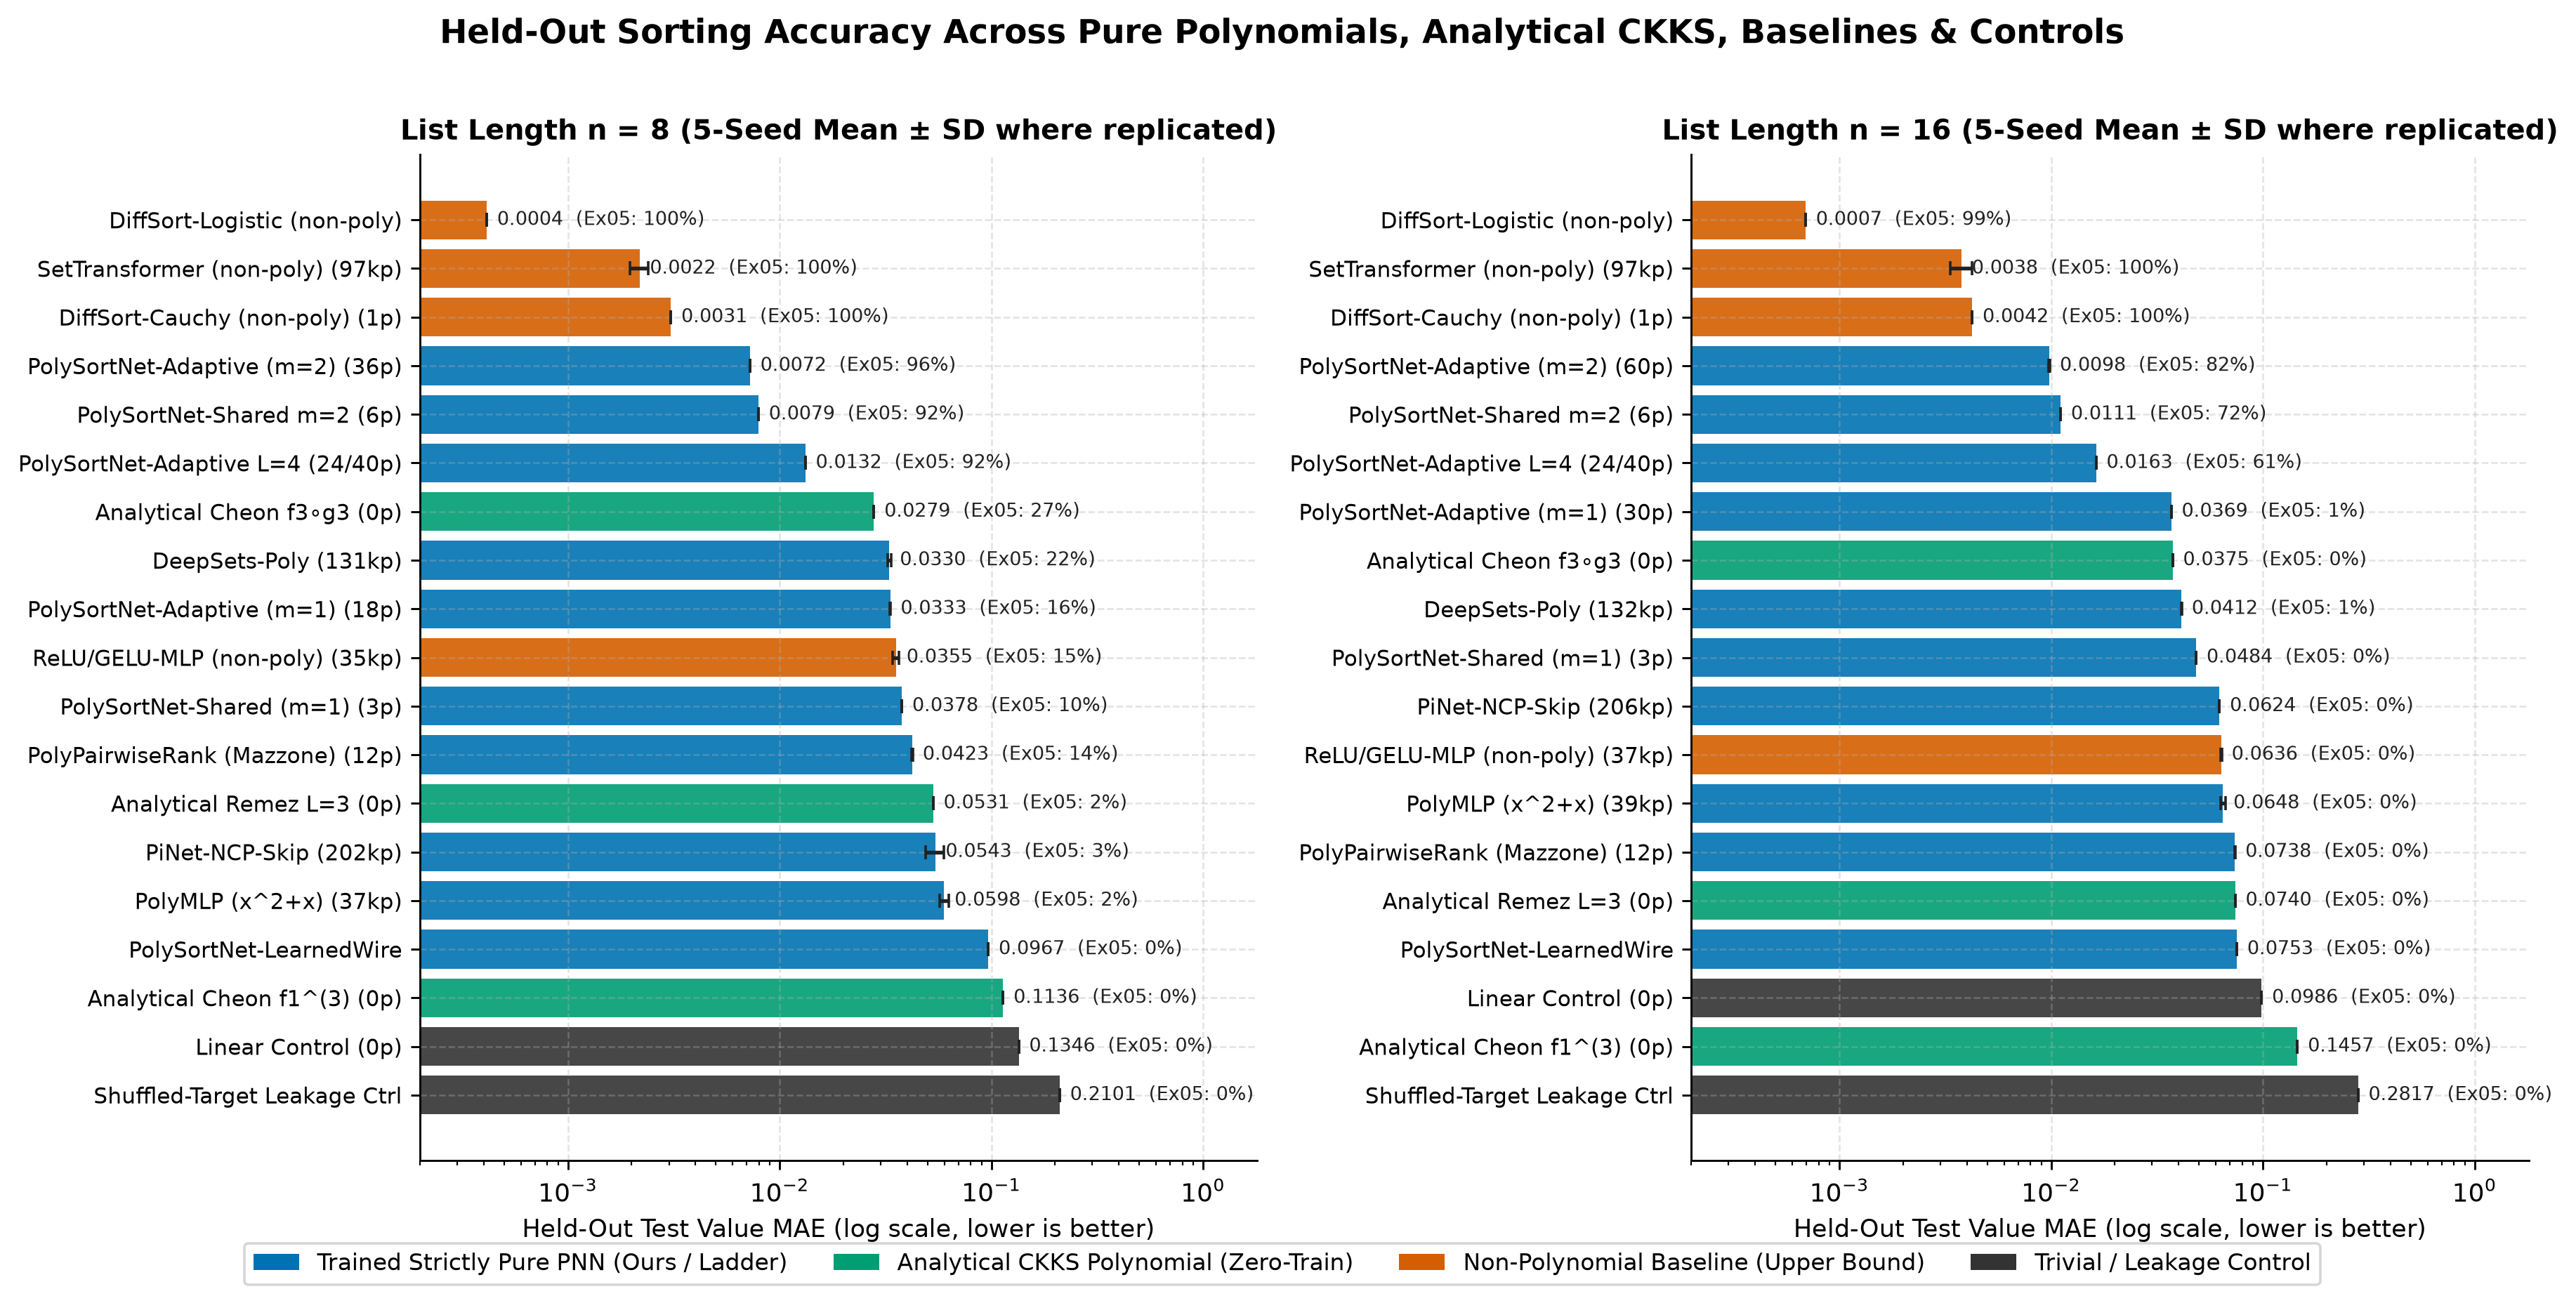 Held-Out Sorting Accuracy Across Pure Polynomials, Analytical CKKS, Baselines & Controls
List Length n = 8 (5-Seed Mean ± SD where replicated)
DiffSort-Logistic (non-poly) 0.0004 (Ex05: 100%)
SetTransformer (non-poly) (97kp) 0.0022 (Ex05: 100%)
DiffSort-Cauchy (non-poly) (1p) 0.0031 (Ex05: 100%)
PolySortNet-Adaptive (m=2) (36p) 0.0072 (Ex05: 96%)
PolySortNet-Shared m=2 (6p) 0.0079 (Ex05: 92%)
PolySortNet-Adaptive L=4 (24/40p) 0.0132 (Ex05: 92%)
Analytical Cheon f3∘g3 (0p) 0.0279 (Ex05: 27%)
DeepSets-Poly (131kp) 0.0330 (Ex05: 22%)
PolySortNet-Adaptive (m=1) (18p) 0.0333 (Ex05: 16%)
ReLU/GELU-MLP (non-poly) (35kp) 0.0355 (Ex05: 15%)
PolySortNet-Shared (m=1) (3p) 0.0378 (Ex05: 10%)
PolyPairwiseRank (Mazzone) (12p) 0.0423 (Ex05: 14%)
Analytical Remez L=3 (0p) 0.0531 (Ex05: 2%)
PiNet-NCP-Skip (202kp) 0.0543 (Ex05: 3%)
PolyMLP (x^2+x) (37kp) 0.0598 (Ex05: 2%)
PolySortNet-LearnedWire 0.0967 (Ex05: 0%)
Analytical Cheon f1^(3) (0p) 0.1136 (Ex05: 0%)
Linear Control (0p) 0.1346 (Ex05: 0%)
Shuffled-Target Leakage Ctrl 0.2101 (Ex05: 0%)
10⁻³ 10⁻² 10⁻¹ 10⁰
Held-Out Test Value MAE (log scale, lower is better)
List Length n = 16 (5-Seed Mean ± SD where replicated)
DiffSort-Logistic (non-poly) 0.0007 (Ex05: 99%)
SetTransformer (non-poly) (97kp) 0.0038 (Ex05: 100%)
DiffSort-Cauchy (non-poly) (1p) 0.0042 (Ex05: 100%)
PolySortNet-Adaptive (m=2) (60p) 0.0098 (Ex05: 82%)
PolySortNet-Shared m=2 (6p) 0.0111 (Ex05: 72%)
PolySortNet-Adaptive L=4 (24/40p) 0.0163 (Ex05: 61%)
PolySortNet-Adaptive (m=1) (30p) 0.0369 (Ex05: 1%)
Analytical Cheon f3∘g3 (0p) 0.0375 (Ex05: 0%)
DeepSets-Poly (132kp) 0.0412 (Ex05: 1%)
PolySortNet-Shared (m=1) (3p) 0.0484 (Ex05: 0%)
PiNet-NCP-Skip (206kp) 0.0624 (Ex05: 0%)
ReLU/GELU-MLP (non-poly) (37kp) 0.0636 (Ex05: 0%)
PolyMLP (x^2+x) (39kp) 0.0648 (Ex05: 0%)
PolyPairwiseRank (Mazzone) (12p) 0.0738 (Ex05: 0%)
Analytical Remez L=3 (0p) 0.0740 (Ex05: 0%)
PolySortNet-LearnedWire 0.0753 (Ex05: 0%)
Linear Control (0p) 0.0986 (Ex05: 0%)
Analytical Cheon f1^(3) (0p) 0.1457 (Ex05: 0%)
Shuffled-Target Leakage Ctrl 0.2817 (Ex05: 0%)
10⁻³ 10⁻² 10⁻¹ 10⁰
Held-Out Test Value MAE (log scale, lower is better)
Trained Strictly Pure PNN (Ours / Ladder) Analytical CKKS Polynomial (Zero-Train) Non-Polynomial Baseline (Upper Bound) Trivial / Leakage Control